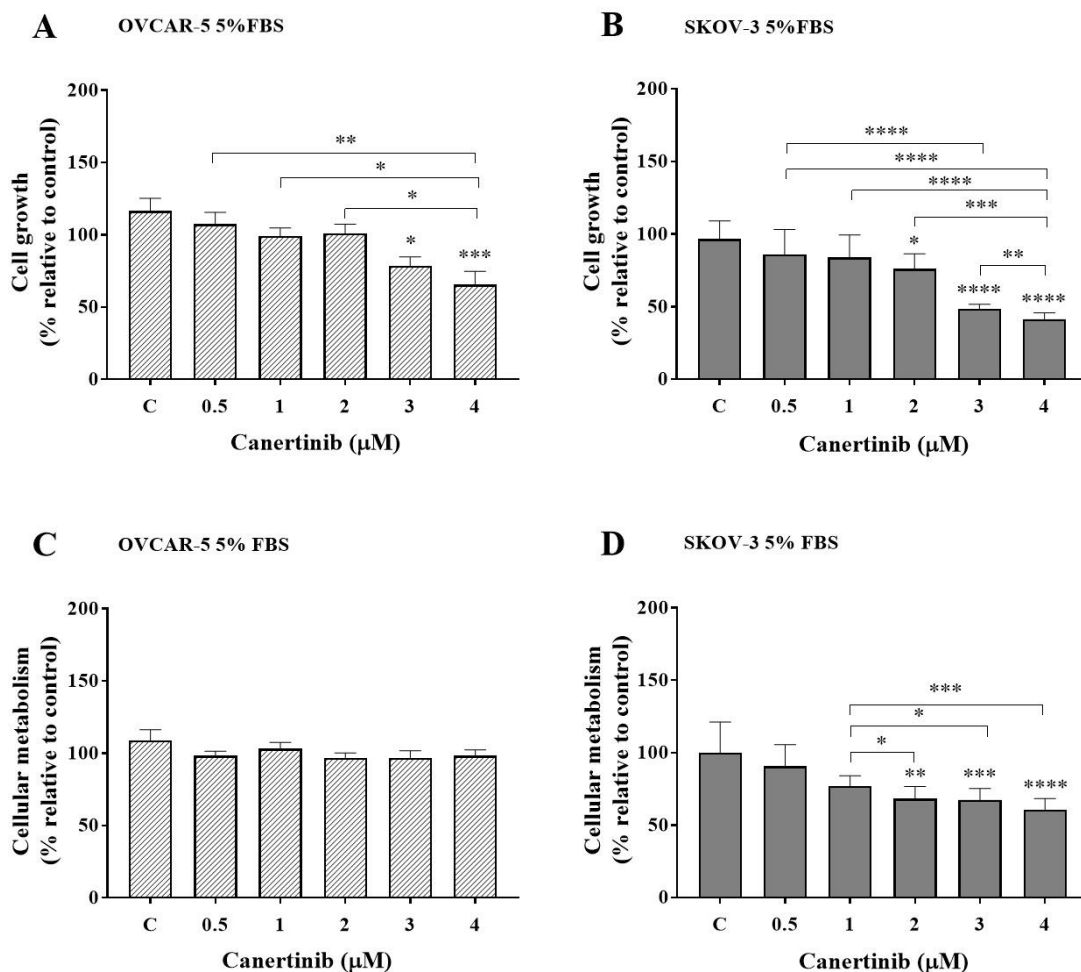 A OVCAR-5 5%FBS
Cell growth
(% relative to control)
200
150
100
50
0
**
*
*
*
***
C 0.5 1 2 3 4
Canertinib (μM)
B SKOV-3 5%FBS
Cell growth
(% relative to control)
200
150
100
50
0
****
****
****
***
*
**
****
****
C 0.5 1 2 3 4
Canertinib (μM)
C OVCAR-5 5% FBS
Cellular metabolism
(% relative to control)
200
150
100
50
0
C 0.5 1 2 3 4
Canertinib (μM)
D SKOV-3 5% FBS
Cellular metabolism
(% relative to control)
200
150
100
50
0
***
*
*
**
***
****
C 0.5 1 2 3 4
Canertinib (μM)